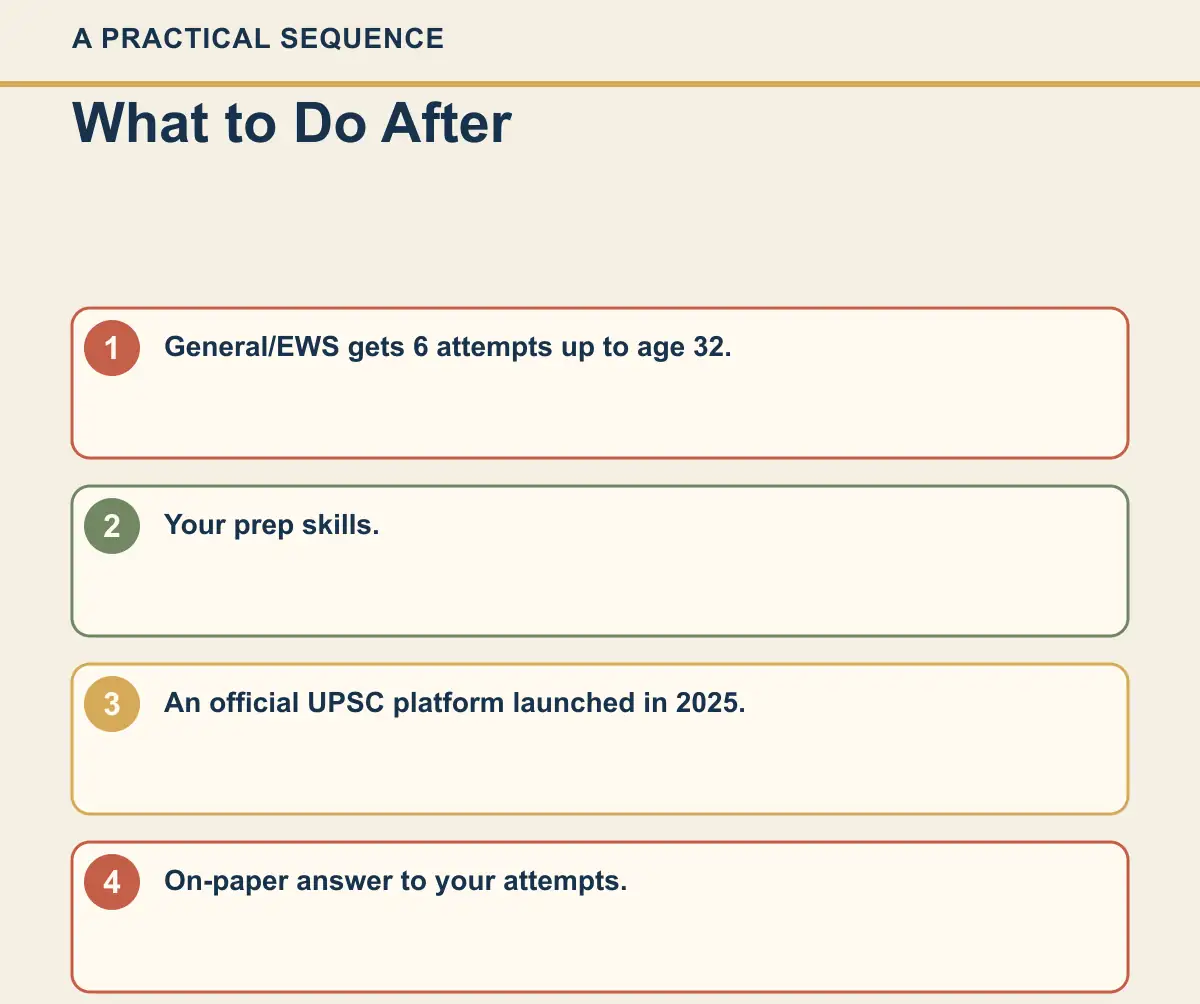 A PRACTICAL SEQUENCE
What to Do After
1 General/EWS gets 6 attempts up to age 32.
2 Your prep skills.
3 An official UPSC platform launched in 2025.
4 On-paper answer to your attempts.